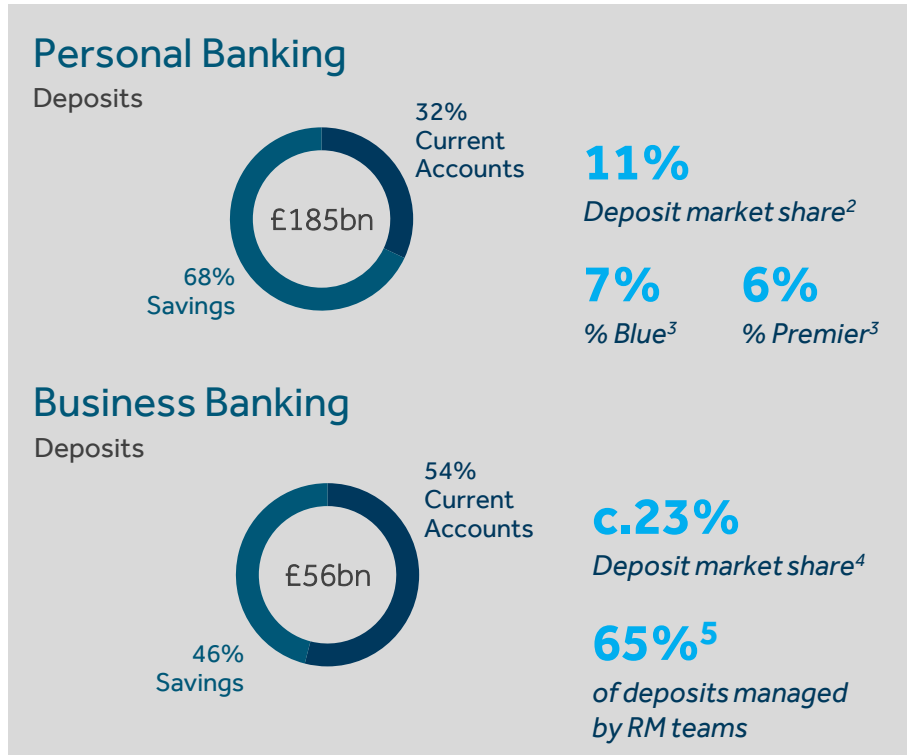 Personal Banking
Deposits
32%
Current
Accounts
£185bn
68%
Savings
11%
Deposit market share²
7%
% Blue³
6%
% Premier³
Business Banking
Deposits
54%
Current
Accounts
£56bn
46%
Savings
c.23%
Deposit market share⁴
65%⁵
of deposits managed
by RM teams